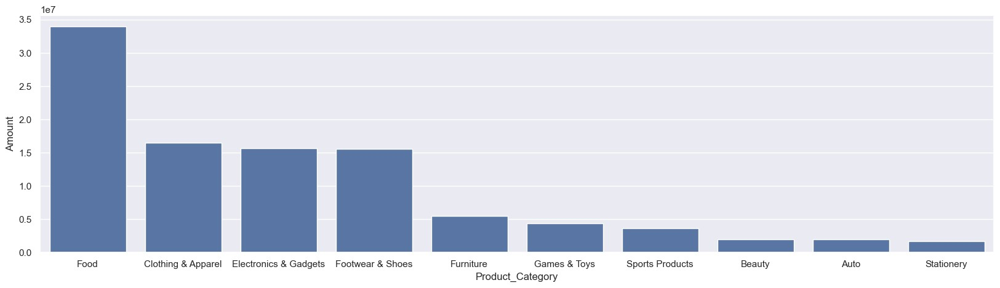 1e7
3.5
3.0
2.5
2.0
1.5
1.0
0.5
0.0
Amount
Food Clothing & Apparel Electronics & Gadgets Footwear & Shoes Furniture Games & Toys Sports Products Beauty Auto Stationery
Product_Category